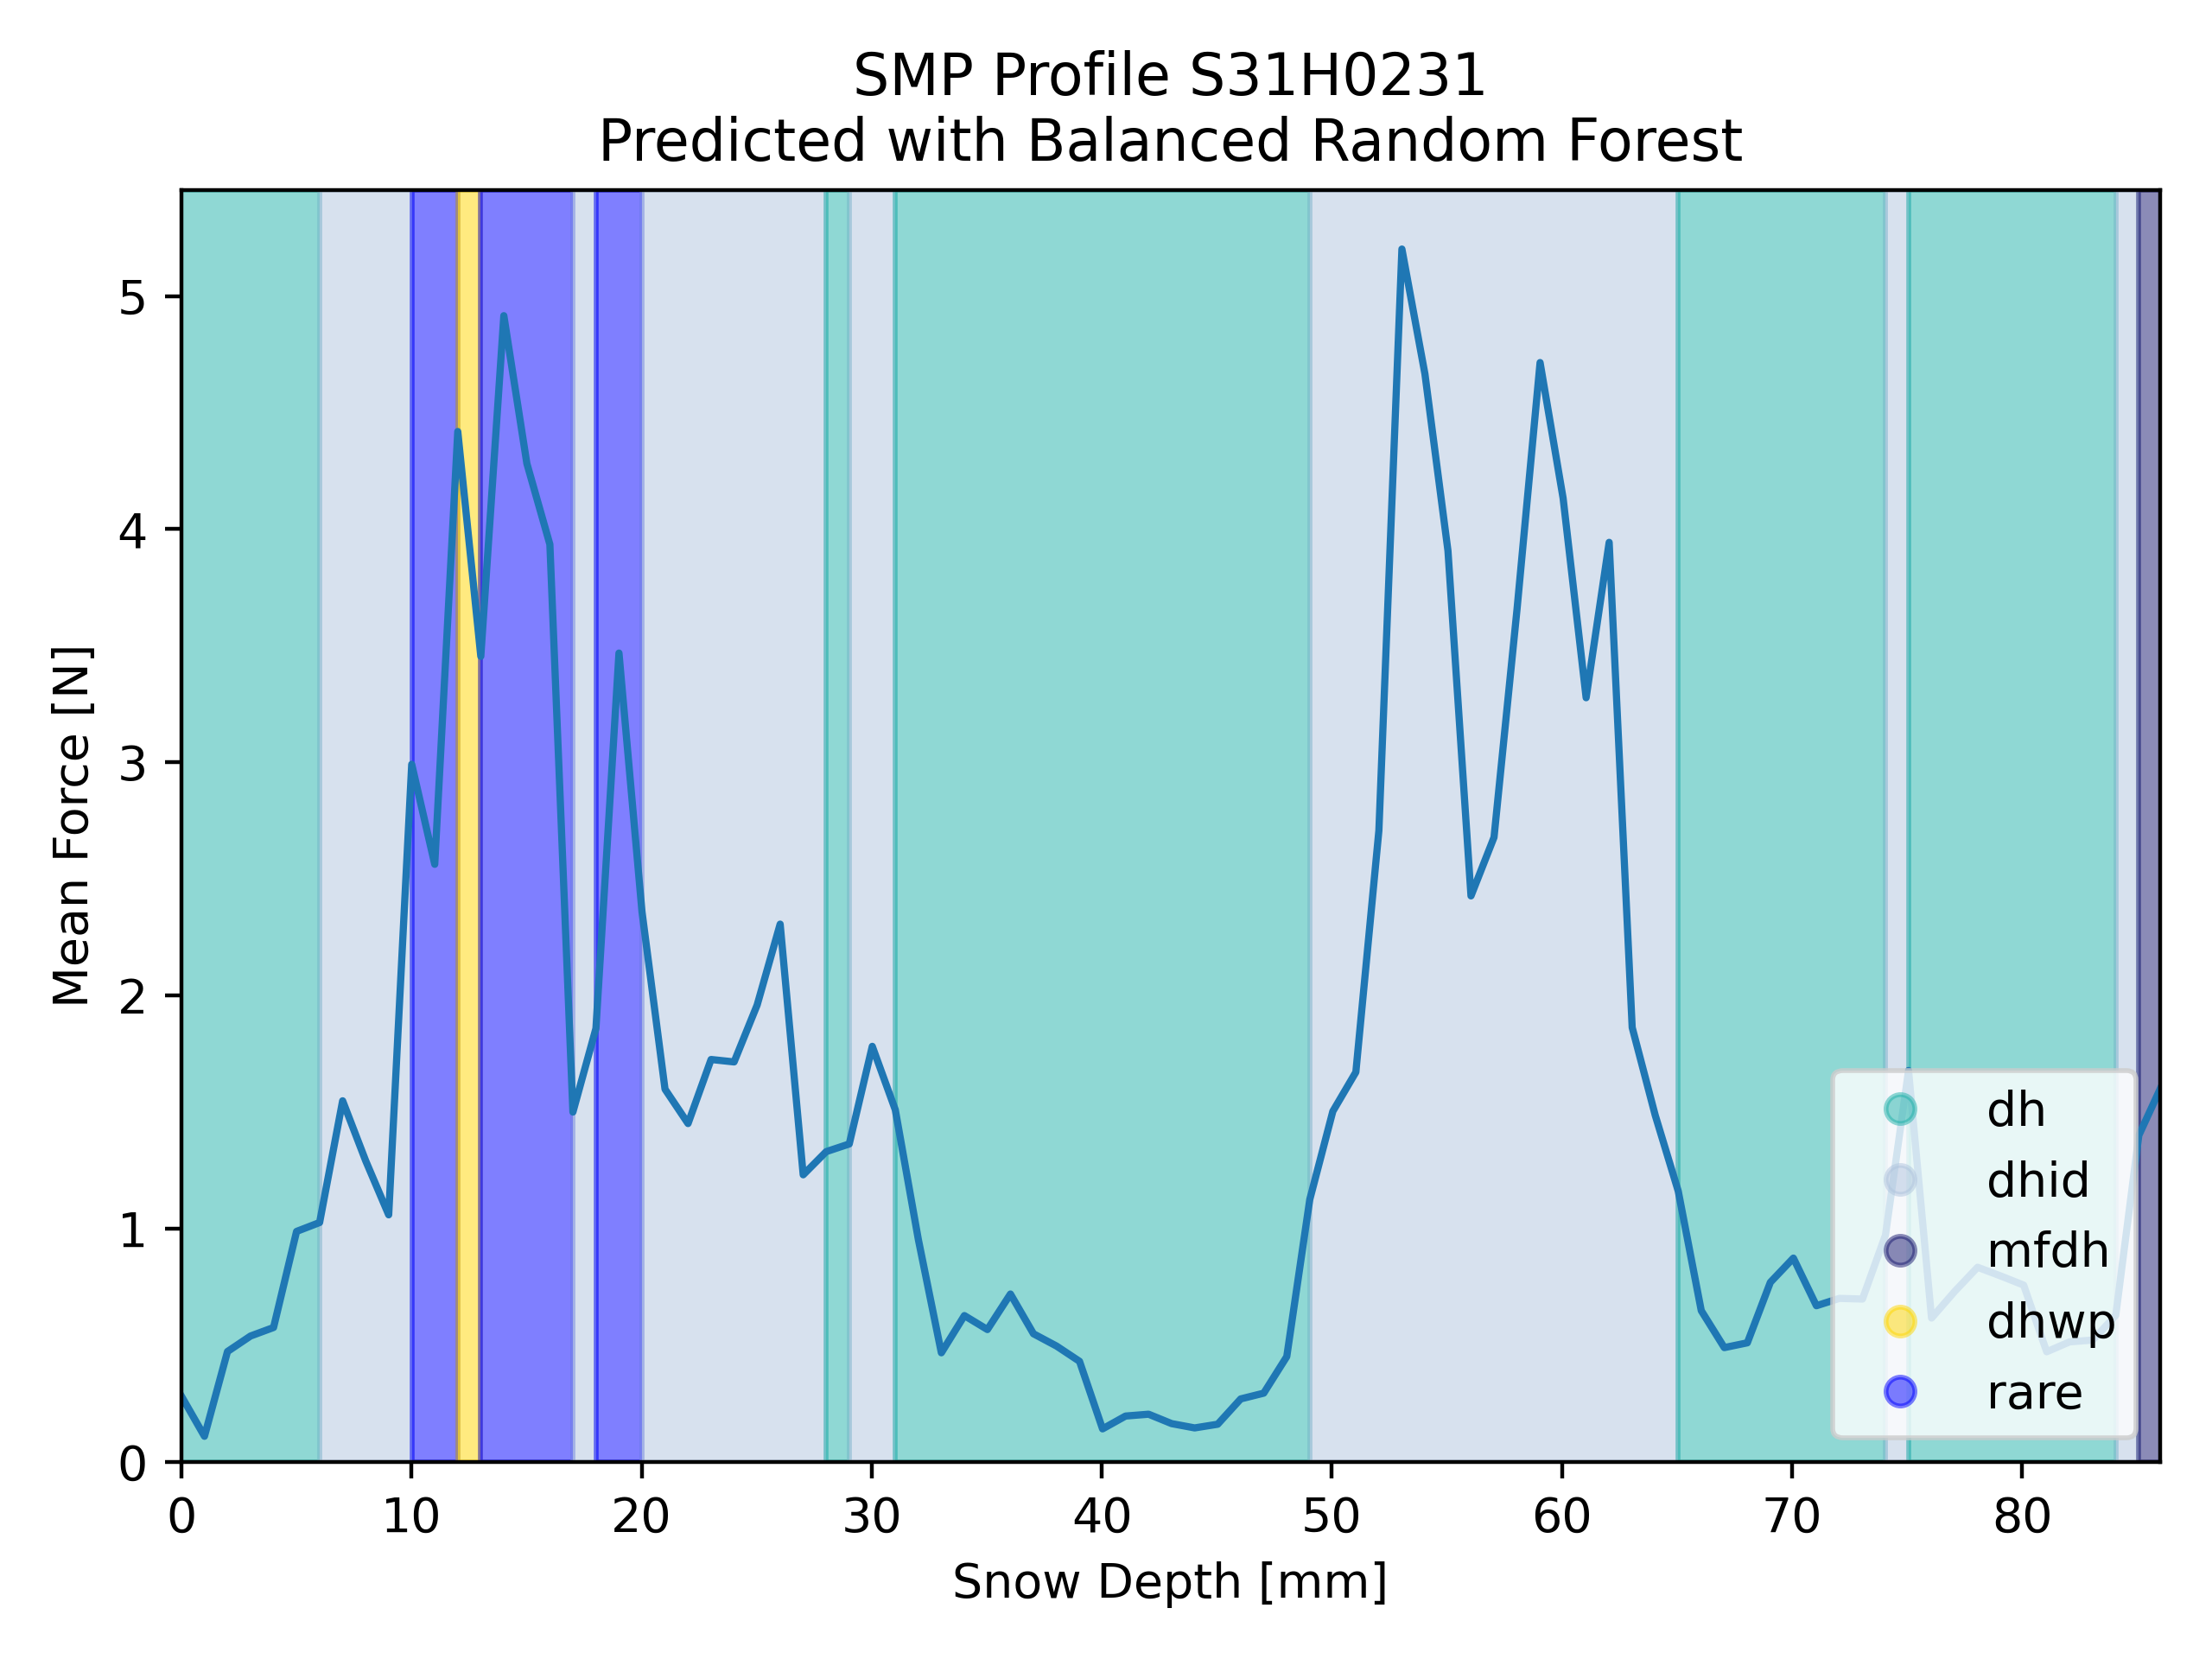 SMP Profile S31H0231
Predicted with Balanced Random Forest
Mean Force [N]
5
4
3
2
1
0
0 10 20 30 40 50 60 70 80
Snow Depth [mm]
dh
dhid
mfdh
dhwp
rare